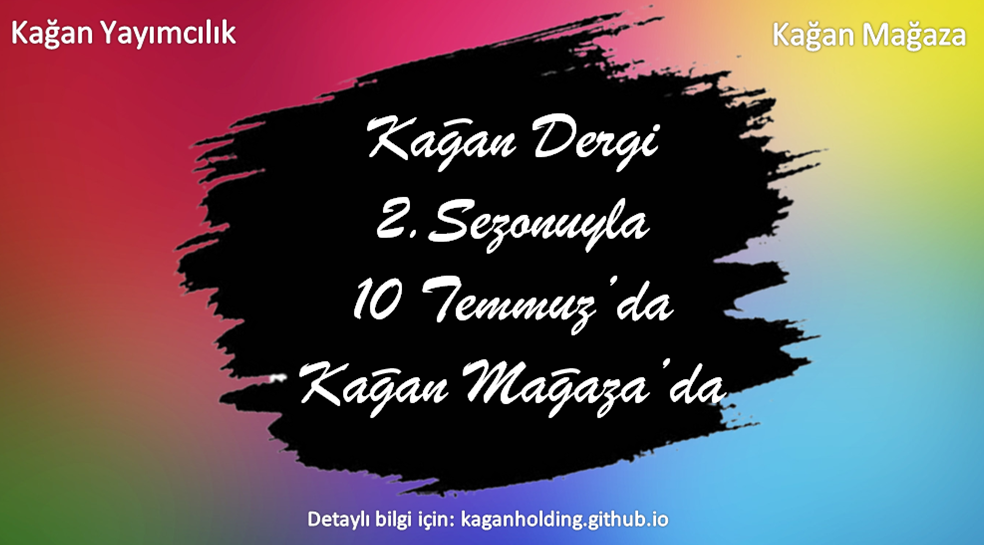 Kağan Yayımcılık
Kağan Mağaza
Kağan Dergi
2. Sezonuyla
10 Temmuz'da
Kağan Mağaza'da
Detaylı bilgi için: kaganholding.github.io